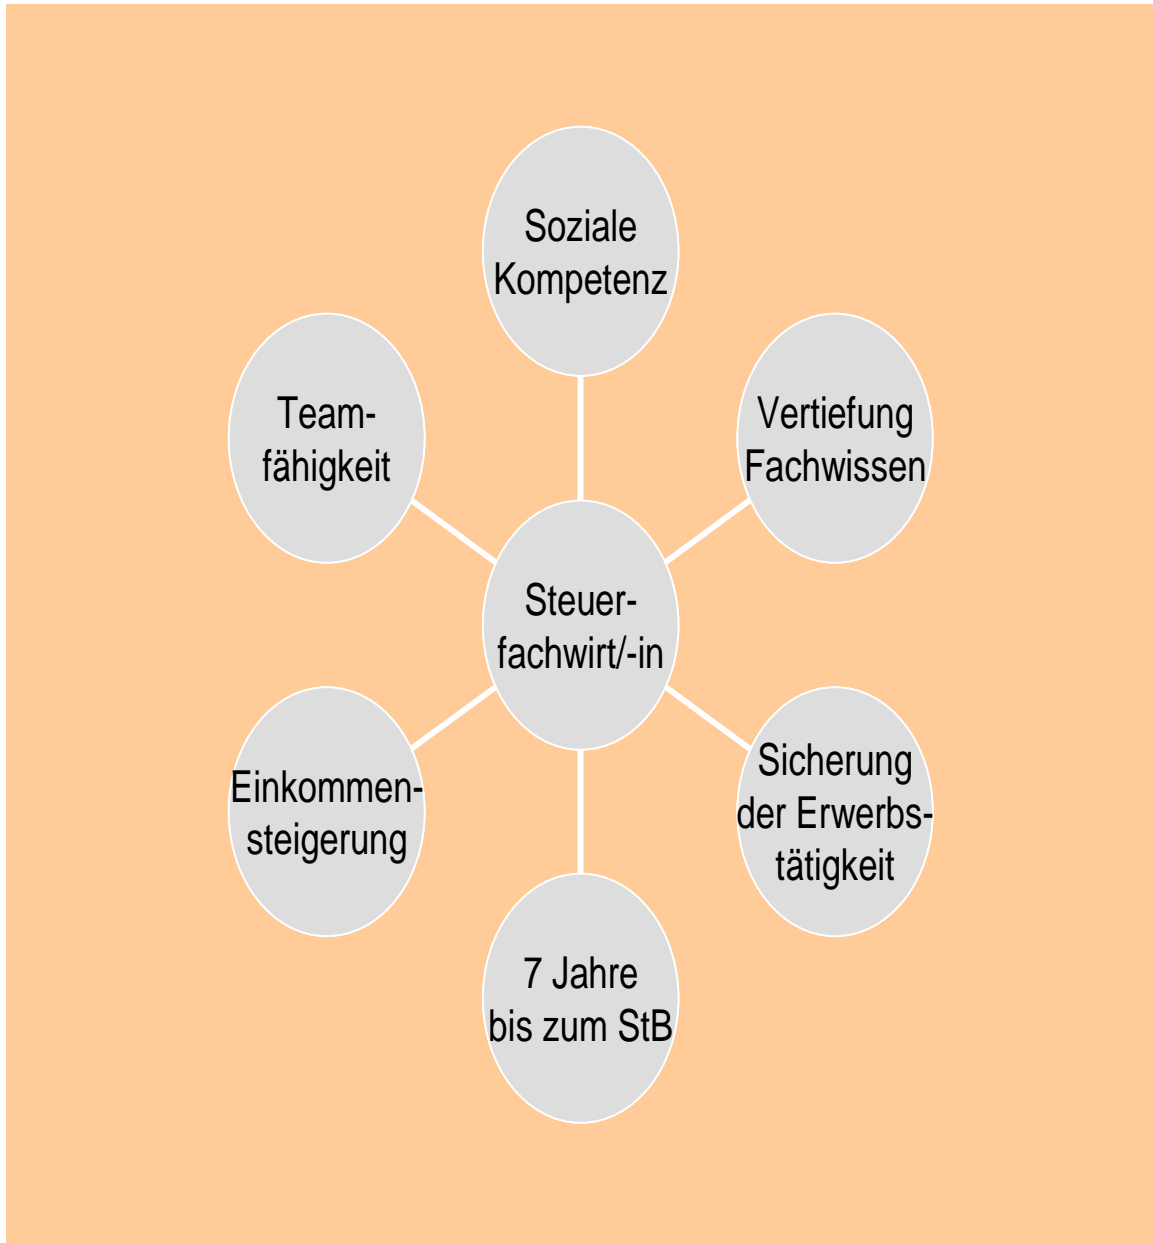 Soziale
Kompetenz
Team-
fähigkeit
Vertiefung
Fachwissen
Steuer-
fachwirt/-in
Einkommen-
steigerung
Sicherung
der Erwerbs-
tätigkeit
7 Jahre
bis zum StB